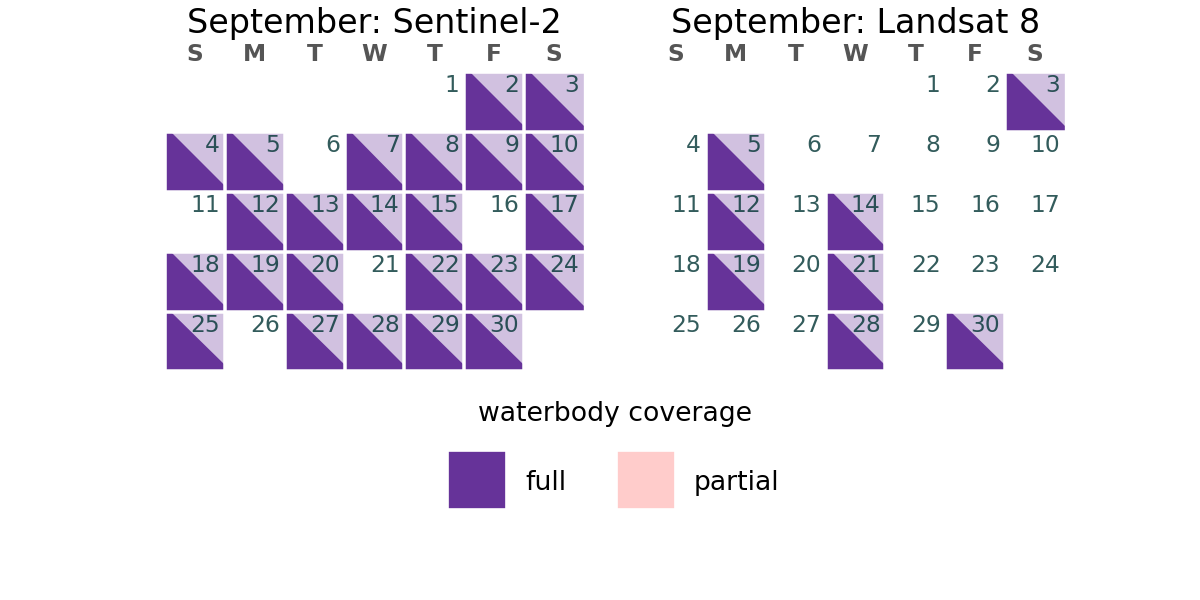 September: Sentinel-2
S M T W T F S
1 2 3
4 5 6 7 8 9 10
11 12 13 14 15 16 17
18 19 20 21 22 23 24
25 26 27 28 29 30
September: Landsat 8
S M T W T F S
1 2 3
4 5 6 7 8 9 10
11 12 13 14 15 16 17
18 19 20 21 22 23 24
25 26 27 28 29 30
waterbody coverage
full partial